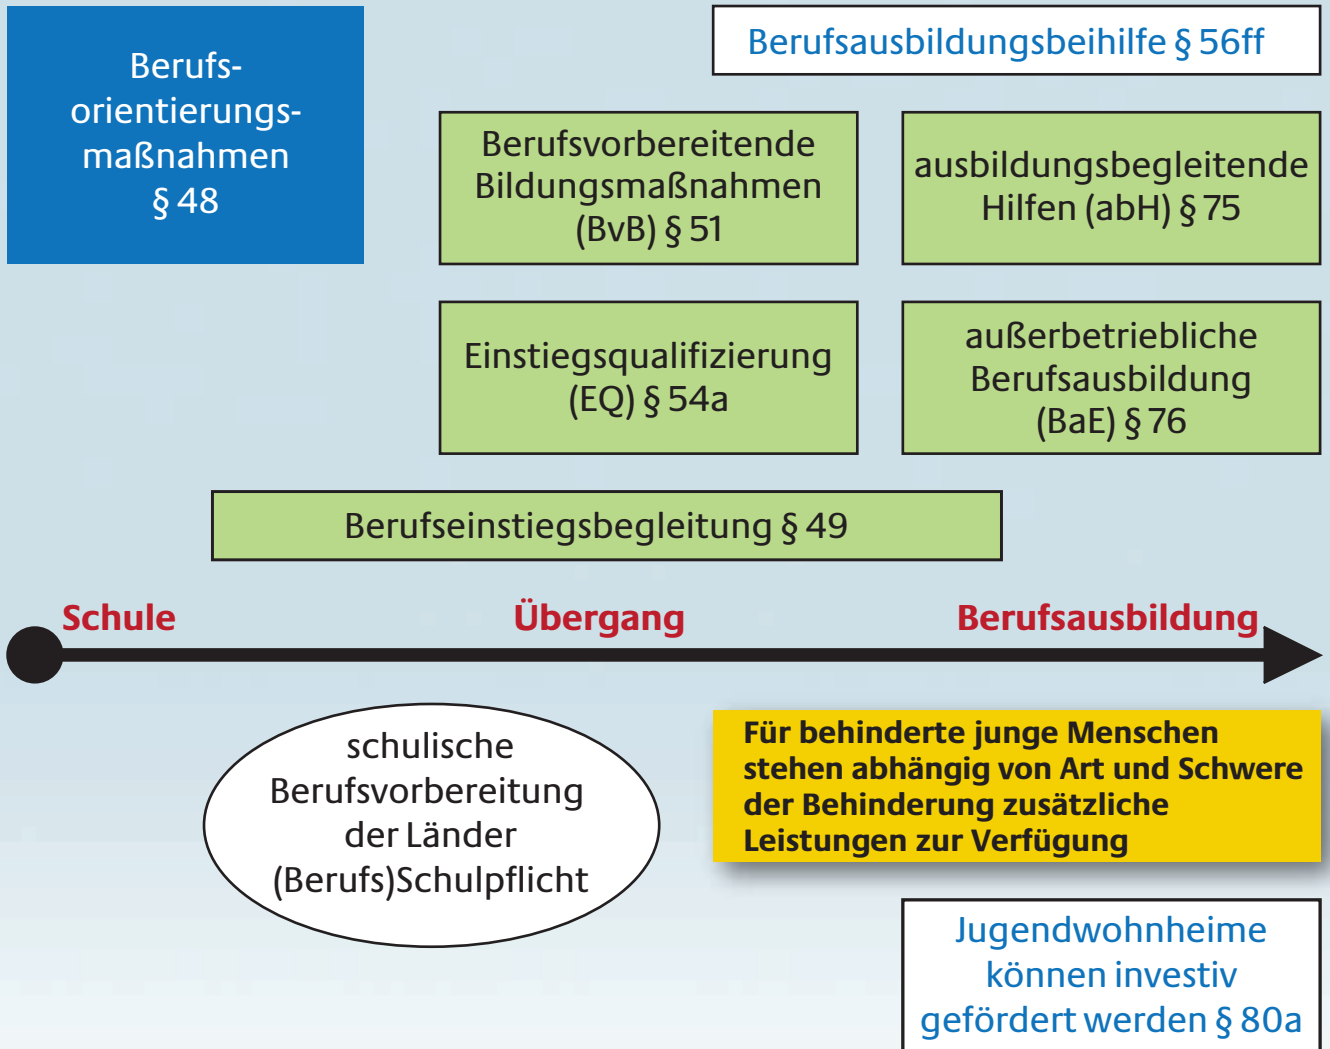 Berufs-
orientierungs-
maßnahmen
§ 48
Berufsausbildungsbeihilfe § 56ff
Berufsvorbereitende
Bildungsmaßnahmen
(BvB) § 51
ausbildungsbegleitende
Hilfen (abH) § 75
Einstiegsqualifizierung
(EQ) § 54a
außerbetriebliche
Berufsausbildung
(BaE) § 76
Berufseinstiegsbegleitung § 49
Schule
Übergang
Berufsausbildung
schulische
Berufsvorbereitung
der Länder
(Berufs)Schulpflicht
Für behinderte junge Menschen
stehen abhängig von Art und Schwere
der Behinderung zusätzliche
Leistungen zur Verfügung
Jugendwohnheime
können investiv
gefördert werden § 80a